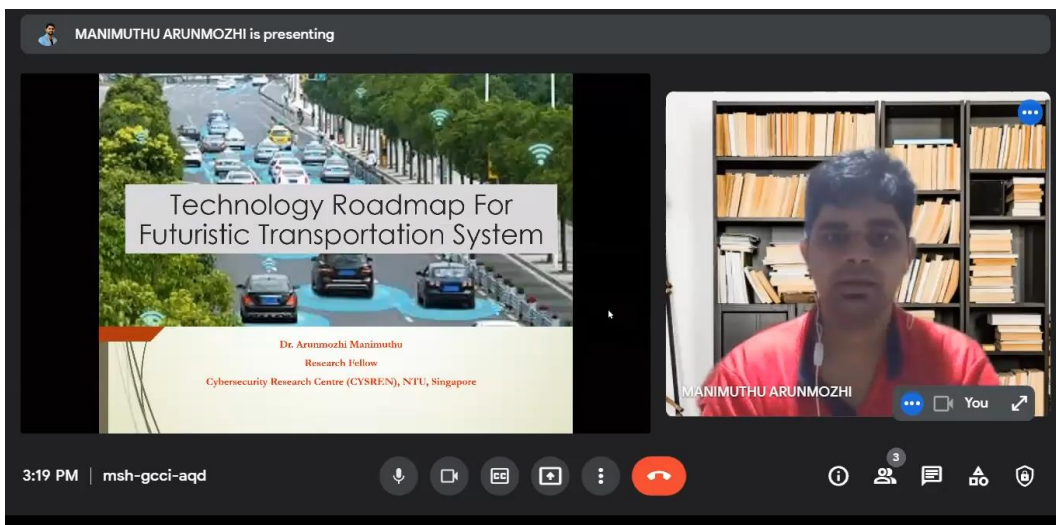 MANIMUTHU ARUNMOZHI is presenting
Technology Roadmap For
Futuristic Transportation System
Dr. Arunmozhi Manimuthu
Research Fellow
Cybersecurity Research Centre (CYSREN), NTU, Singapore
MANIMUTHU ARUNMOZHI
You
3:19 PM | msh-gcci-aqd
CC
3